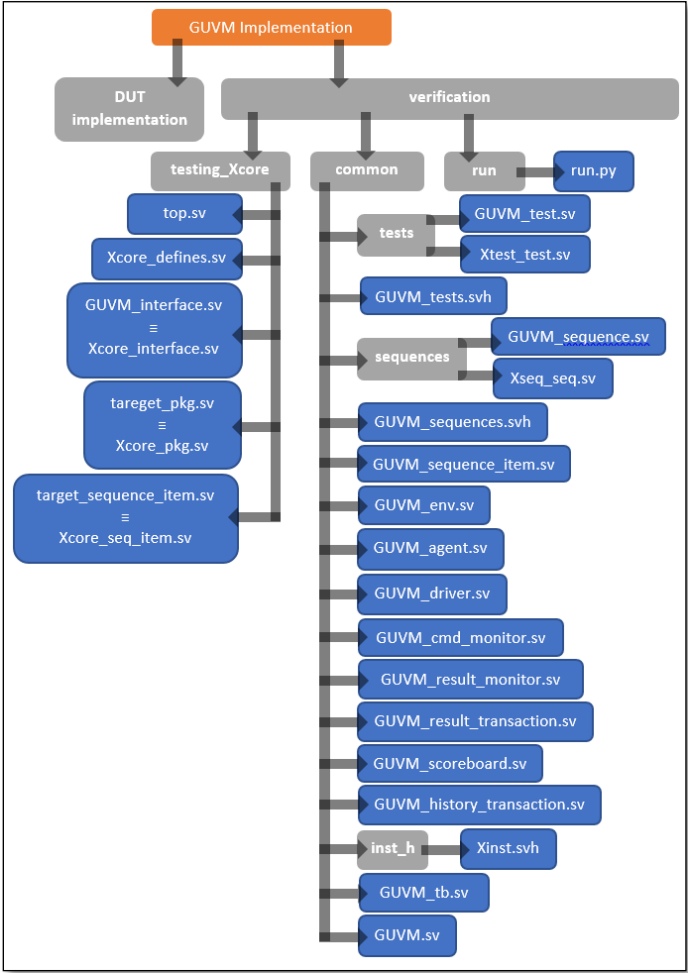 GUVM Implementation
DUT
implementation
verification
testing_Xcore
common
run
run.py
top.sv
Xcore_defines.sv
GUVM_interface.sv
≡
Xcore_interface.sv
tareget_pkg.sv
≡
Xcore_pkg.sv
target_sequence_item.sv
≡
Xcore_seq_item.sv
tests
GUVM_test.sv
Xtest_test.sv
GUVM_tests.svh
sequences
GUVM_sequence.sv
Xseq_seq.sv
GUVM_sequences.svh
GUVM_sequence_item.sv
GUVM_env.sv
GUVM_agent.sv
GUVM_driver.sv
GUVM_cmd_monitor.sv
GUVM_result_monitor.sv
GUVM_result_transaction.sv
GUVM_scoreboard.sv
GUVM_history_transaction.sv
inst_h
Xinst.svh
GUVM_tb.sv
GUVM.sv